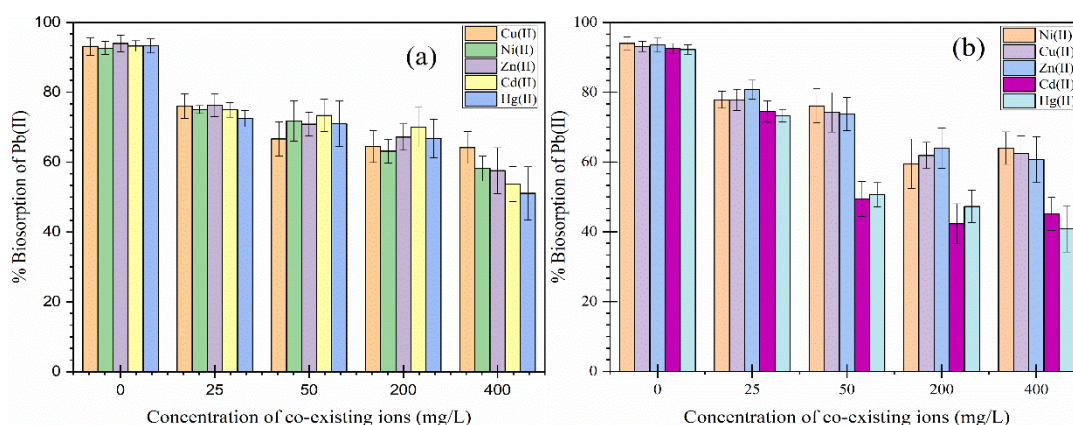 100
80
60
40
20
0
% Biosorption of Pb(II)
(a)
Cu(II)
Ni(II)
Zn(II)
Cd(II)
Hg(II)
0 25 50 200 400
Concentration of co-existing ions (mg/L)
100
80
60
40
20
0
% Biosorption of Pb(II)
(b)
Ni(II)
Cu(II)
Zn(II)
Cd(II)
Hg(II)
0 25 50 200 400
Concentration of co-existing ions (mg/L)